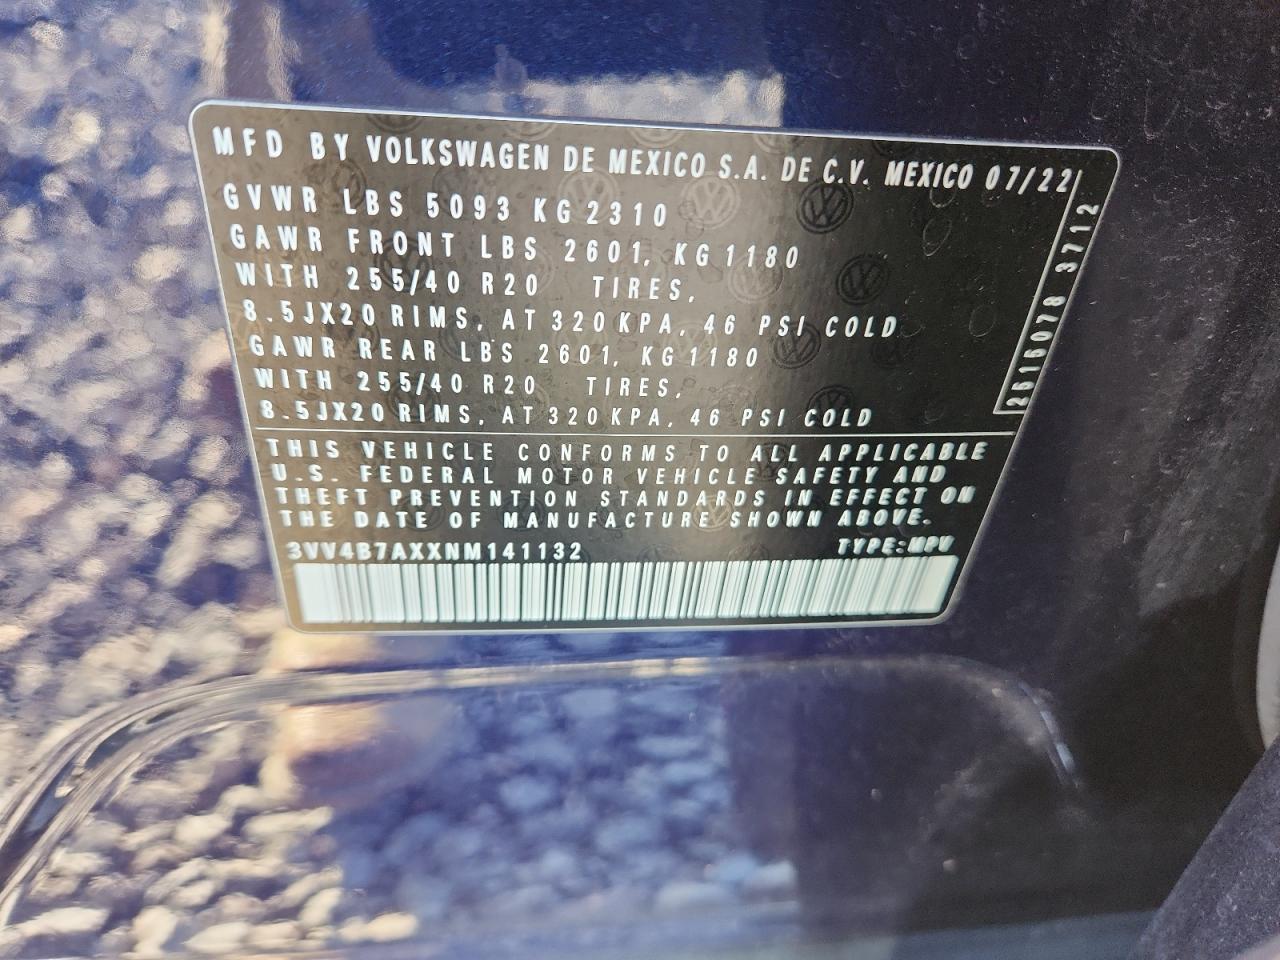 MFD BY VOLKSWAGEN DE MEXICO S.A. DE C.V. MEXICO 07/22
GVWR LBS 5093 KG 2310
GAWR FRONT LBS 2601, KG 1180
WITH 255/40 R20 TIRES,
8.5JX20 RIMS, AT 320 KPA, 46 PSI COLD
GAWR REAR LBS 2601, KG 1180
WITH 255/40 R20 TIRES,
8.5JX20 RIMS, AT 320 KPA, 46 PSI COLD
THIS VEHICLE CONFORMS TO ALL APPLICABLE
U.S. FEDERAL MOTOR VEHICLE SAFETY AND
THEFT PREVENTION STANDARDS IN EFFECT ON
THE DATE OF MANUFACTURE SHOWN ABOVE.
3VV4B7AXXNM141132 TYPE:MPV
2616078 3712